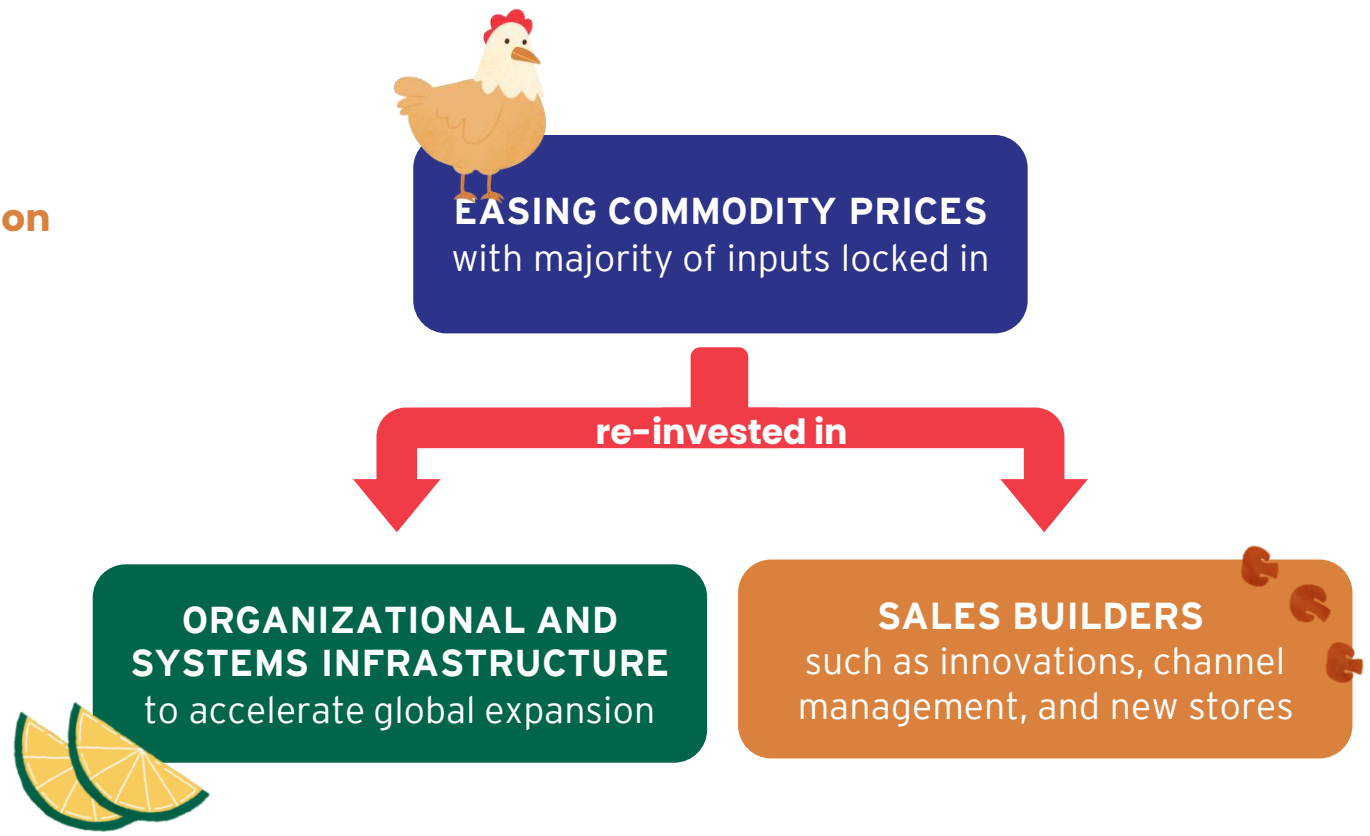 on
EASING COMMODITY PRICES
with majority of inputs locked in
re-invested in
ORGANIZATIONAL AND
SYSTEMS INFRASTRUCTURE
to accelerate global expansion
SALES BUILDERS
such as innovations, channel
management, and new stores